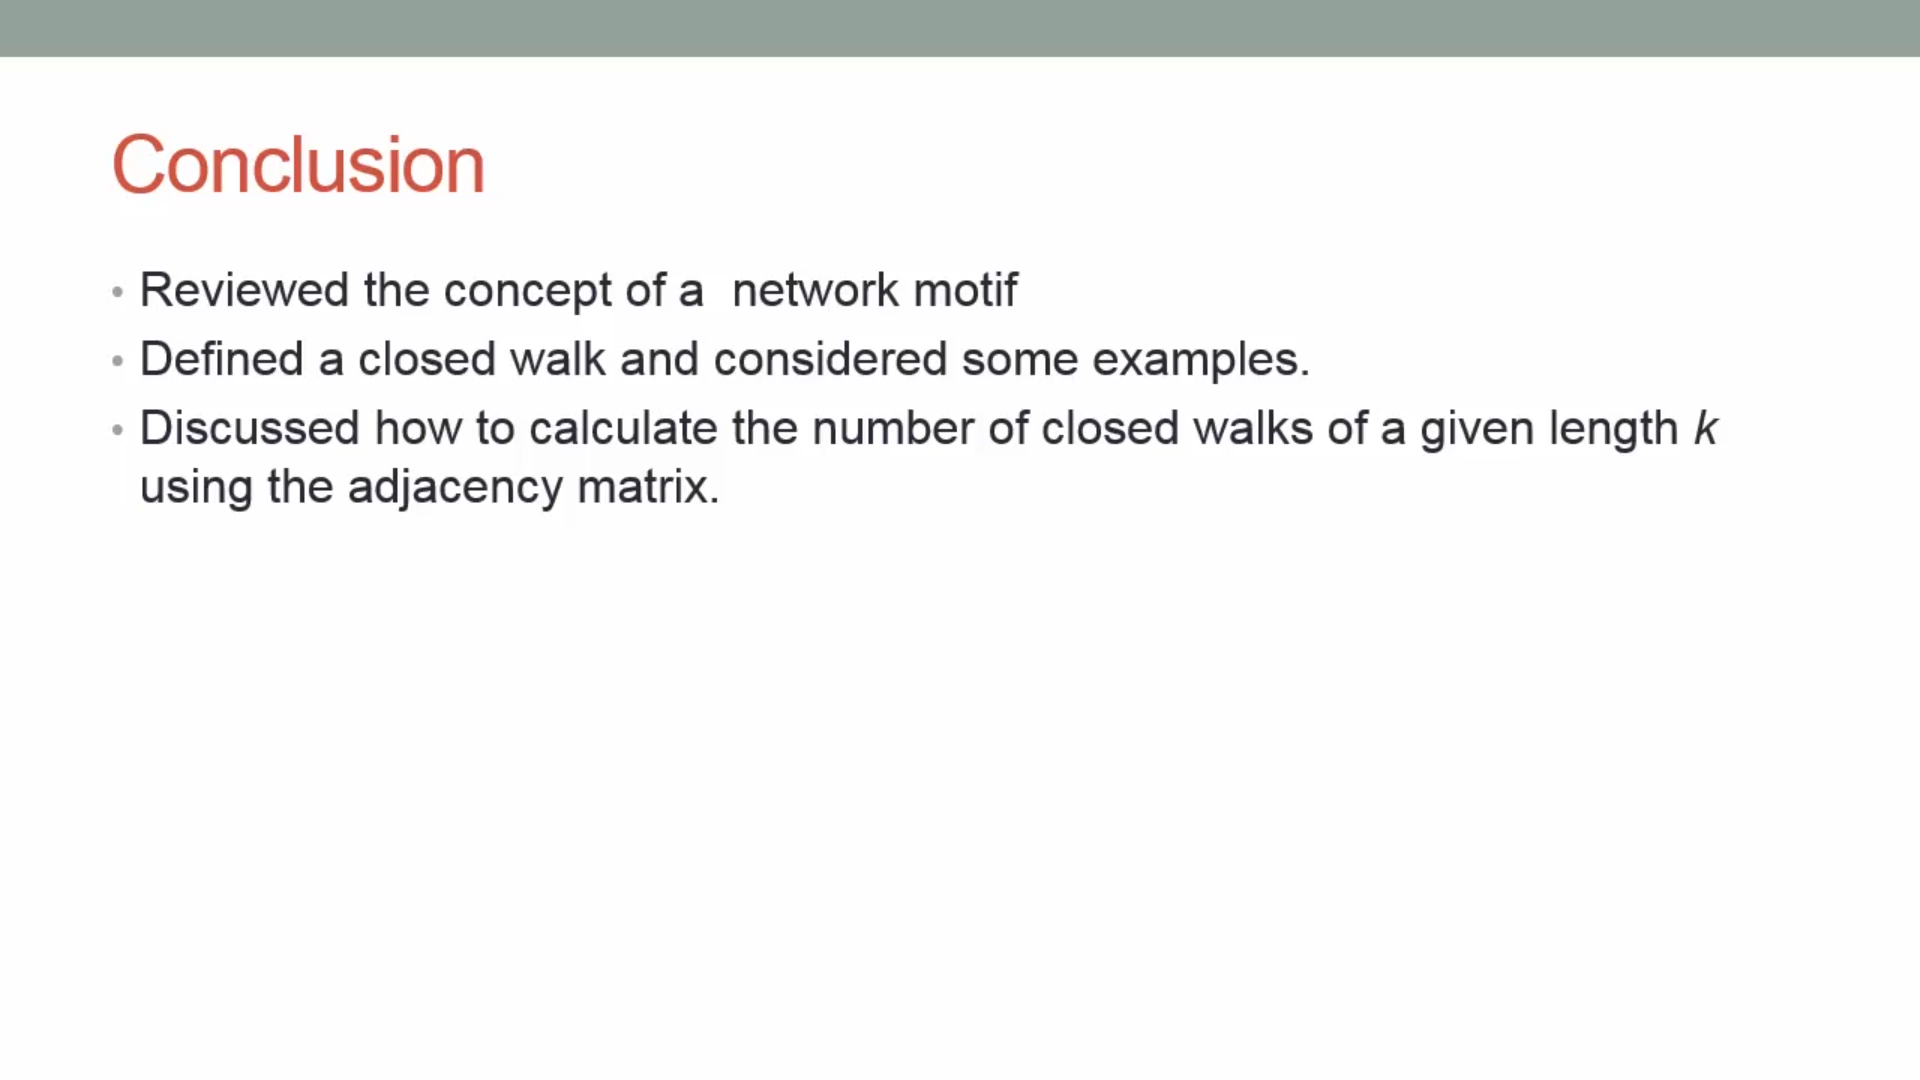 Conclusion
• Reviewed the concept of a  network motif
• Defined a closed walk and considered some examples.
• Discussed how to calculate the number of closed walks of a given length k
using the adjacency matrix.